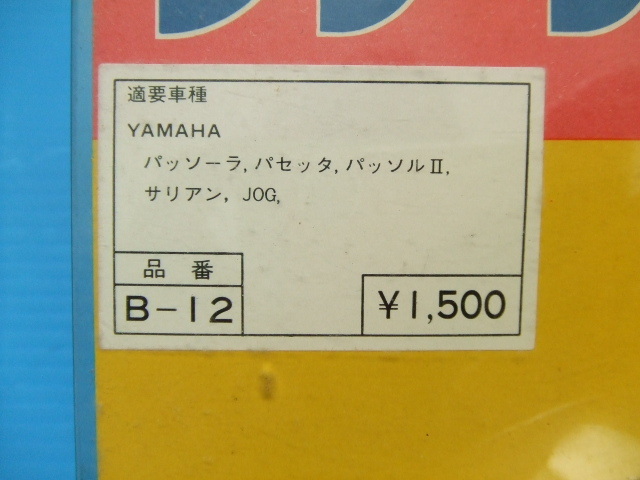 適要車種
YAMAHA
パッソーラ, パセッタ, パッソルⅡ,
サリアン, JOG,
品番
B-12
¥1,500